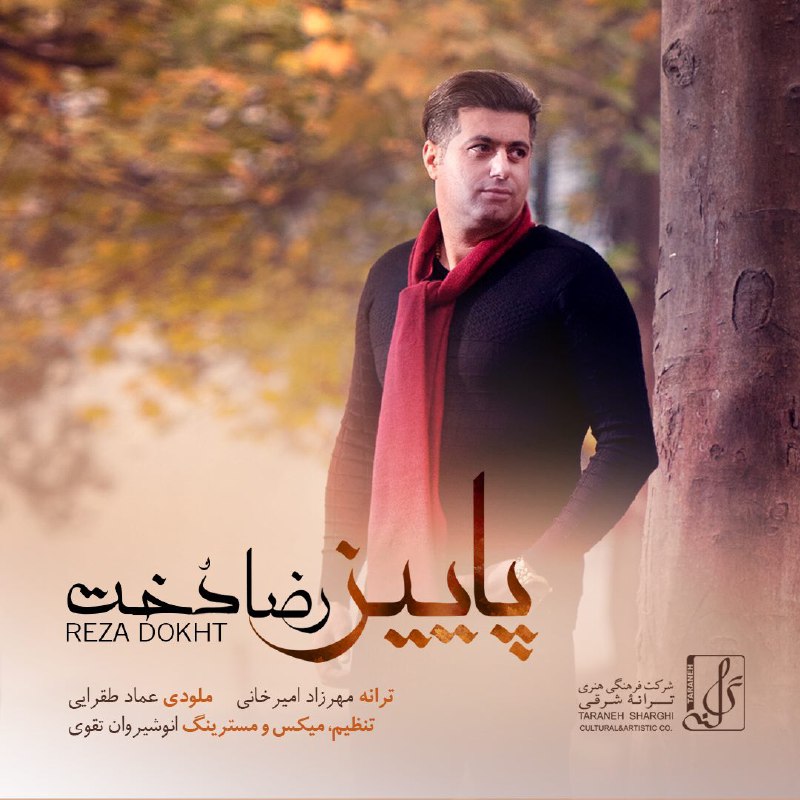 پاییز
رضا دُخت
REZA DOKHT
ترانه مهرزاد امیرخانی ملودی عماد طغرایی
تنظیم، میکس و مسترینگ انوشیروان تقوی
شرکت فرهنگی هنری
ترانهٔ شرقی
TARANEH SHARGHI
CULTURAL&ARTISTIC CO.
TARANEH